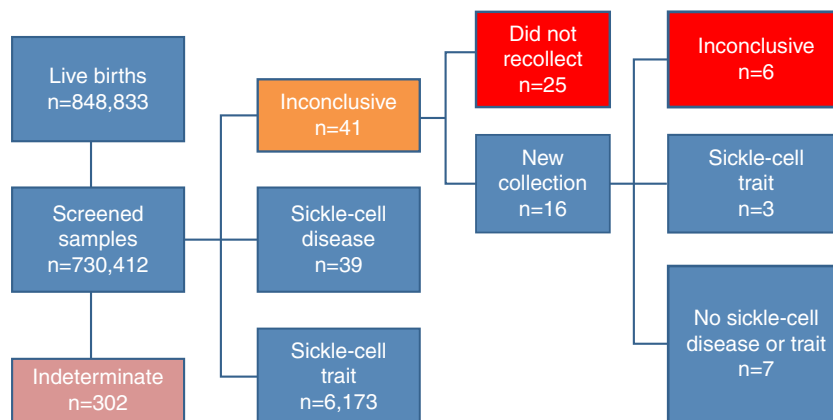 Live births
n=848,833
Screened
samples
n=730,412
Indeterminate
n=302
Inconclusive
n=41
Sickle-cell
disease
n=39
Sickle-cell
trait
n=6,173
Did not
recollect
n=25
New
collection
n=16
Inconclusive
n=6
Sickle-cell
trait
n=3
No sickle-cell
disease or trait
n=7